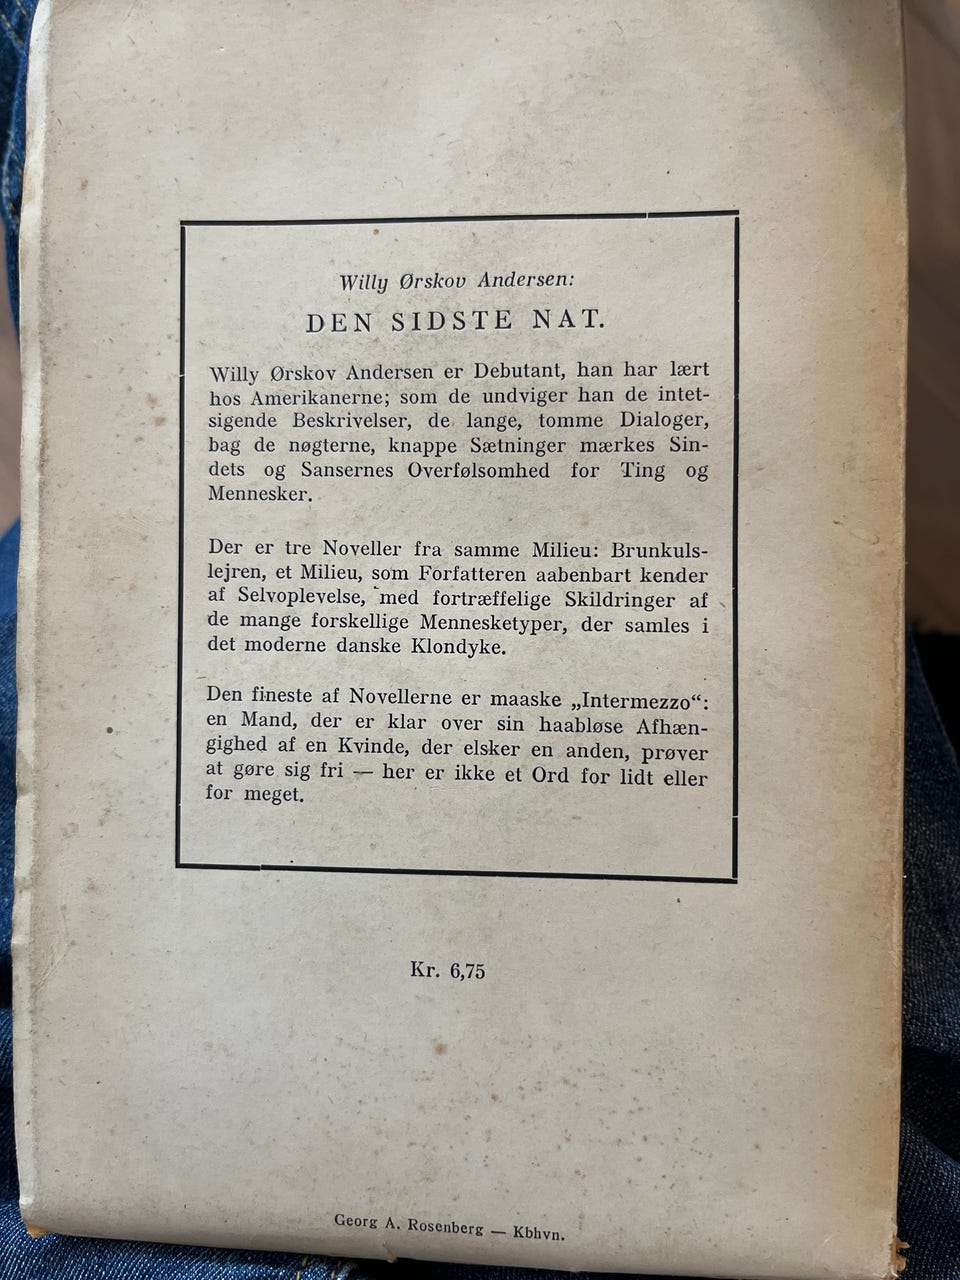 Willy Ørskov Andersen:
DEN SIDSTE NAT.
Willy Ørskov Andersen er Debutant, han har lært
hos Amerikanerne; som de undviger han de intet-
sigende Beskrivelser, de lange, tomme Dialoger,
bag de nøgterne, knappe Sætninger mærkes Sin-
dets og Sansernes Overfølsomhed for Ting og
Mennesker.
Der er tre Noveller fra samme Milieu: Brunkuls-
lejren, et Milieu, som Forfatteren aabenbart kender
af Selvoplevelse, med fortræffelige Skildringer af
de mange forskellige Mennesketyper, der samles i
det moderne danske Klondyke.
Den fineste af Novellerne er maaske „Intermezzo“:
en Mand, der er klar over sin haabløse Afhæn-
gighed af en Kvinde, der elsker en anden, prøver
at gøre sig fri — her er ikke et Ord for lidt eller
for meget.
Kr. 6,75
Georg A. Rosenberg — Kbhvn.